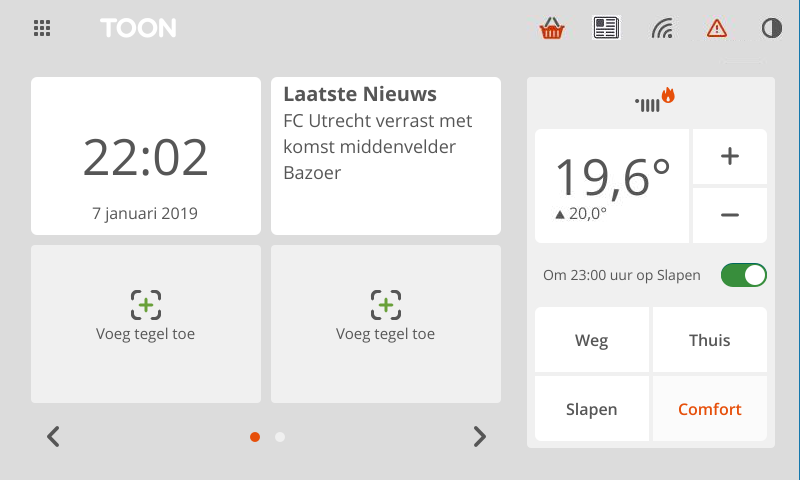 TOON
22:02
7 januari 2019
Laatste Nieuws
FC Utrecht verrast met
komst middenvelder
Bazoer
Voeg tegel toe
Voeg tegel toe
19,6°
▲ 20,0°
+
−
Om 23:00 uur op Slapen
Weg
Thuis
Slapen
Comfort